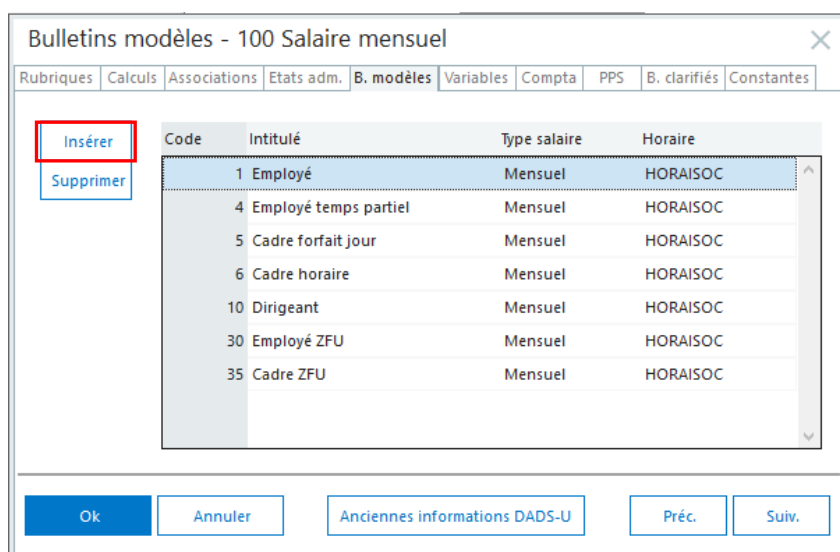 Bulletins modèles - 100 Salaire mensuel
Rubriques Calculs Associations Etats adm. B. modèles Variables Compta PPS B. clarifiés Constantes
Insérer
Supprimer
Code Intitulé Type salaire Horaire
1 Employé Mensuel HORAISOC
4 Employé temps partiel Mensuel HORAISOC
5 Cadre forfait jour Mensuel HORAISOC
6 Cadre horaire Mensuel HORAISOC
10 Dirigeant Mensuel HORAISOC
30 Employé ZFU Mensuel HORAISOC
35 Cadre ZFU Mensuel HORAISOC
Ok Annuler Anciennes informations DADS-U Préc. Suiv.